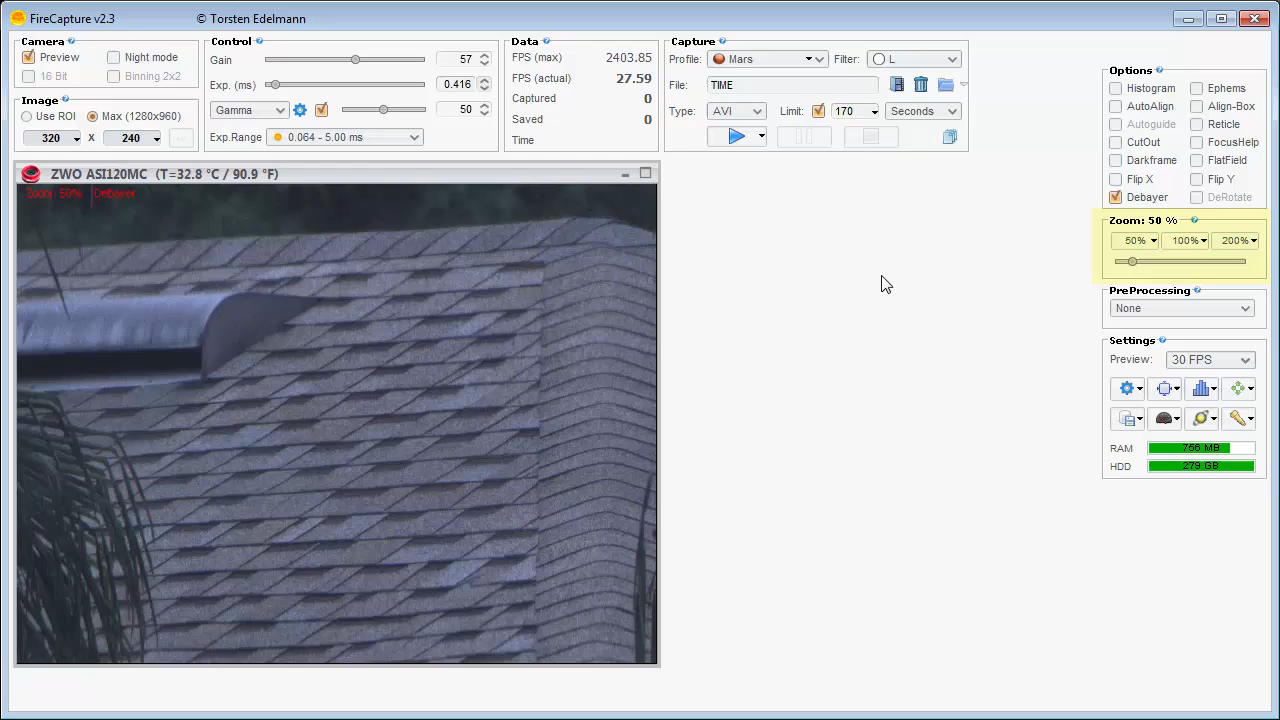 FireCapture v2.3 © Torsten Edelmann
Camera
Preview Night mode
16 Bit Binning 2x2
Image
Use ROI Max (1280x960)
320 x 240
Control
Gain 57
Exp. (ms) 0.416
Gamma 50
Exp.Range 0.064 - 5.00 ms
Data
FPS (max) 2403.85
FPS (actual) 27.59
Captured 0
Saved 0
Time
Capture
Profile: Mars Filter: L
File: TIME
Type: AVI Limit: 170 Seconds
ZWO ASI120MC (T=32.8 °C / 90.9 °F)
Zoom: 50% Debayer
Options
Histogram Ephems
AutoAlign Align-Box
Autoguide Reticle
CutOut FocusHelp
Darkframe FlatField
Flip X Flip Y
Debayer DeRotate
Zoom: 50 %
50% 100% 200%
PreProcessing
None
Settings
Preview: 30 FPS
RAM 756 MB
HDD 279 GB